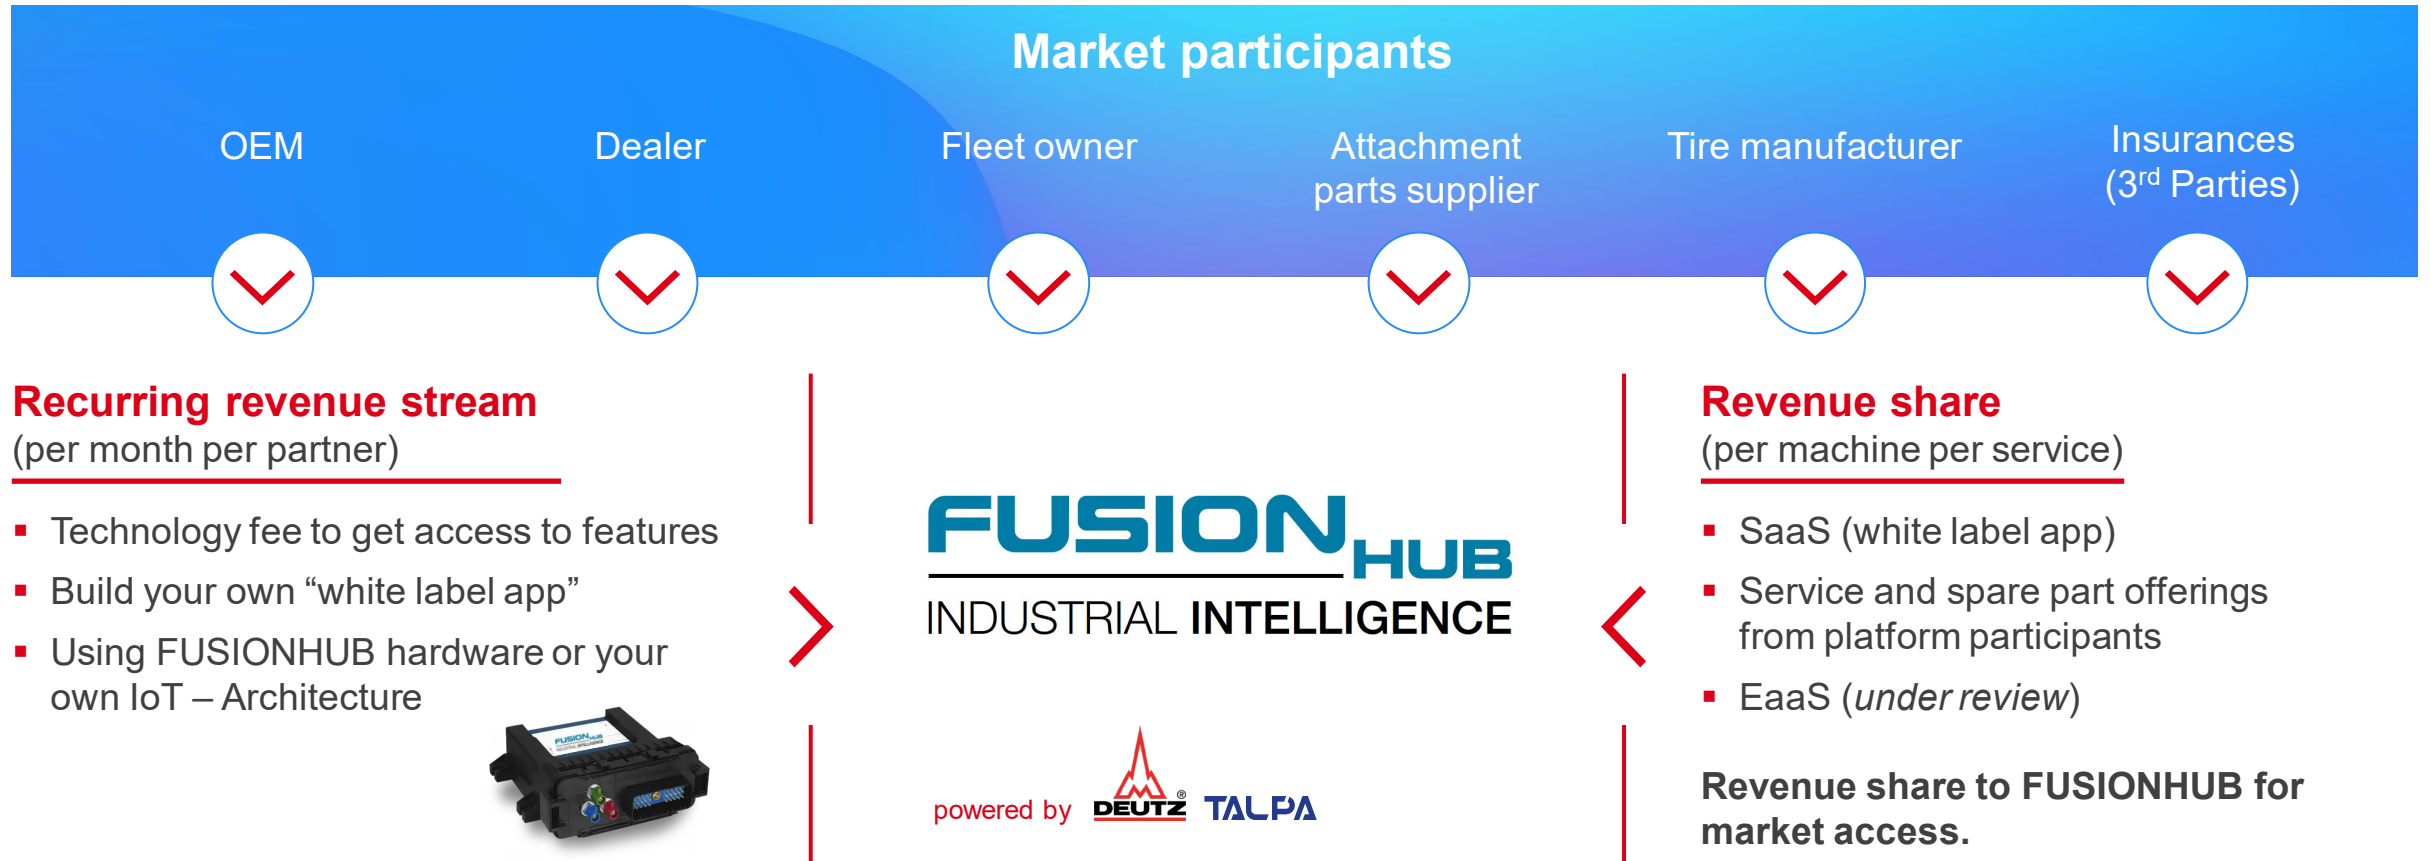 Market participants
OEM
Dealer
Fleet owner
Attachment
parts supplier
Tire manufacturer
Insurances
(3rd Parties)
Recurring revenue stream
(per month per partner)
▪ Technology fee to get access to features
▪ Build your own “white label app”
▪ Using FUSIONHUB hardware or your
own IoT – Architecture
FUSION HUB
INDUSTRIAL INTELLIGENCE
FUSION HUB
INDUSTRIAL INTELLIGENCE
powered by DEUTZ® TALPA
Revenue share
(per machine per service)
▪ SaaS (white label app)
▪ Service and spare part offerings
from platform participants
▪ EaaS (under review)
Revenue share to FUSIONHUB for
market access.